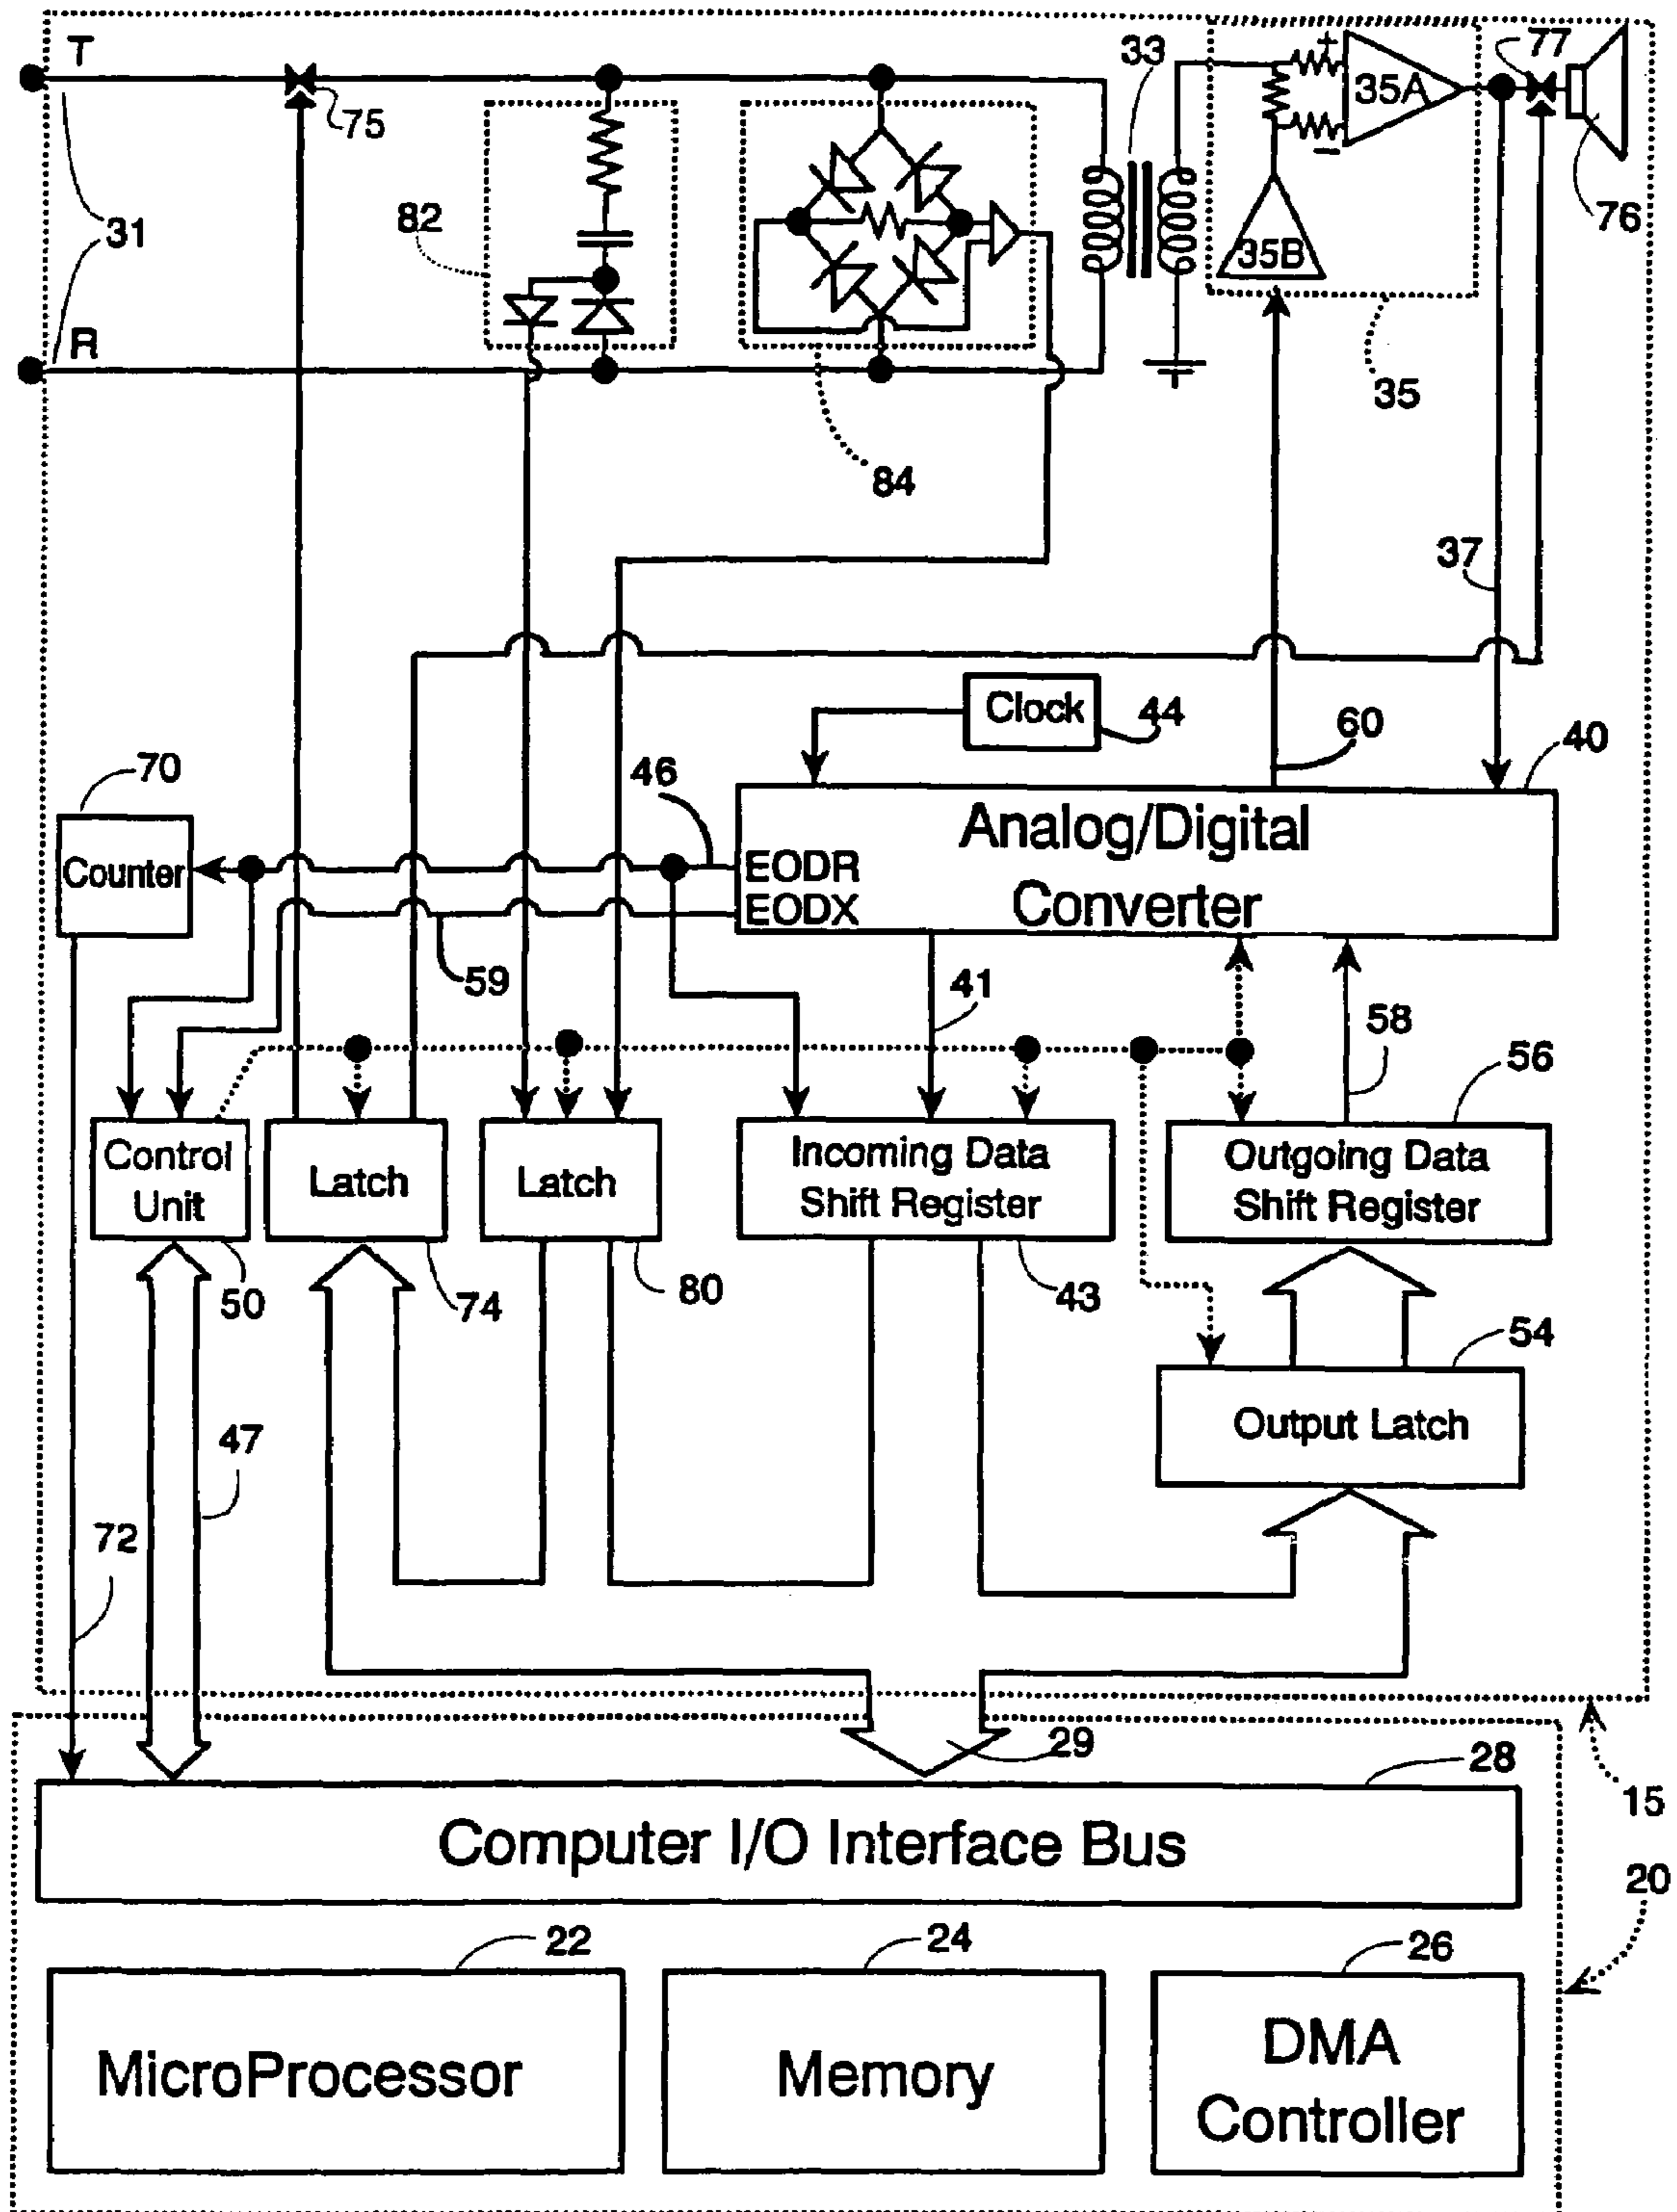 T
75
33
+
35A
−
35B
77
76
31
82
R
35
84
37
Clock
44
60
40
70
46
Counter
Analog/Digital
Converter
EODR
EODX
59
41
58
56
Control
Unit
Latch
Latch
Incoming Data
Shift Register
Outgoing Data
Shift Register
50
74
80
43
54
Output Latch
47
72
29
28
15
Computer I/O Interface Bus
20
22
24
26
MicroProcessor
Memory
DMA
Controller